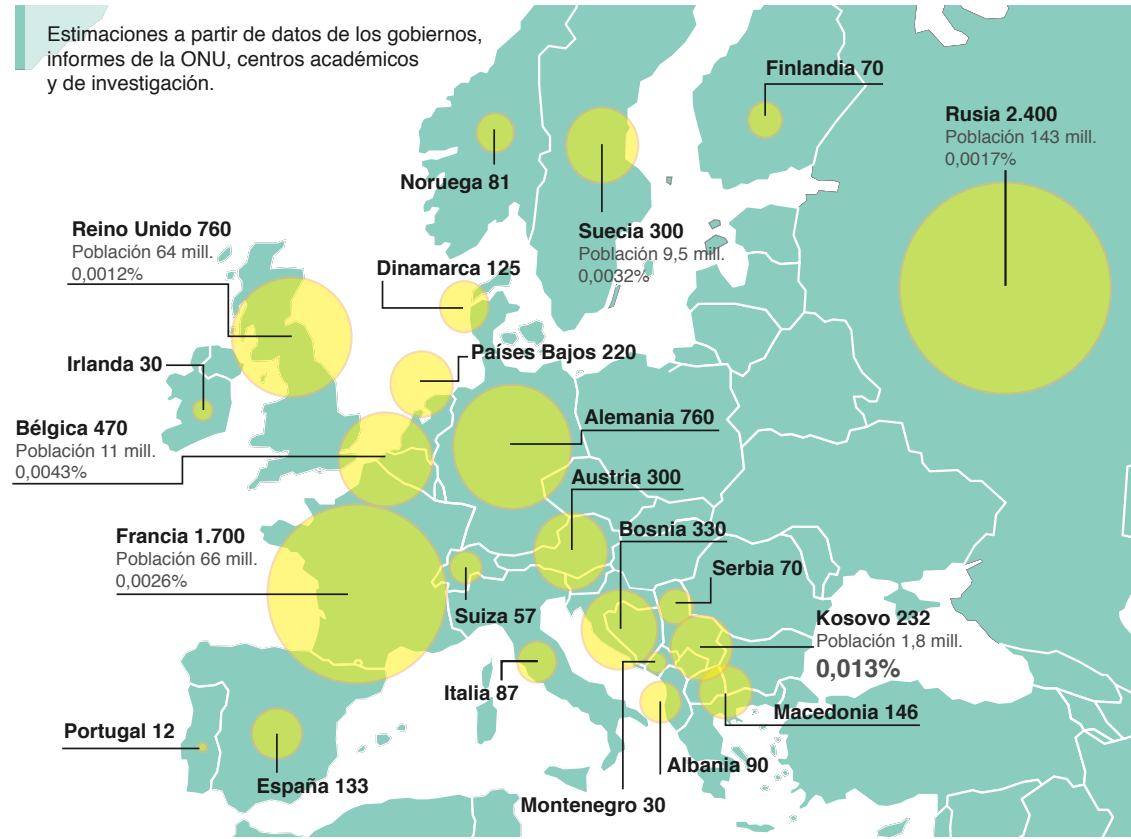 Estimaciones a partir de datos de los gobiernos,
informes de la ONU, centros académicos
y de investigación.
Finlandia 70
Rusia 2.400
Población 143 mill.
0,0017%
Noruega 81
Suecia 300
Población 9,5 mill.
0,0032%
Reino Unido 760
Población 64 mill.
0,0012%
Dinamarca 125
Países Bajos 220
Irlanda 30
Alemania 760
Bélgica 470
Población 11 mill.
0,0043%
Austria 300
Francia 1.700
Población 66 mill.
0,0026%
Bosnia 330
Serbia 70
Suiza 57
Kosovo 232
Población 1,8 mill.
0,013%
Italia 87
Macedonia 146
Portugal 12
Albania 90
España 133
Montenegro 30